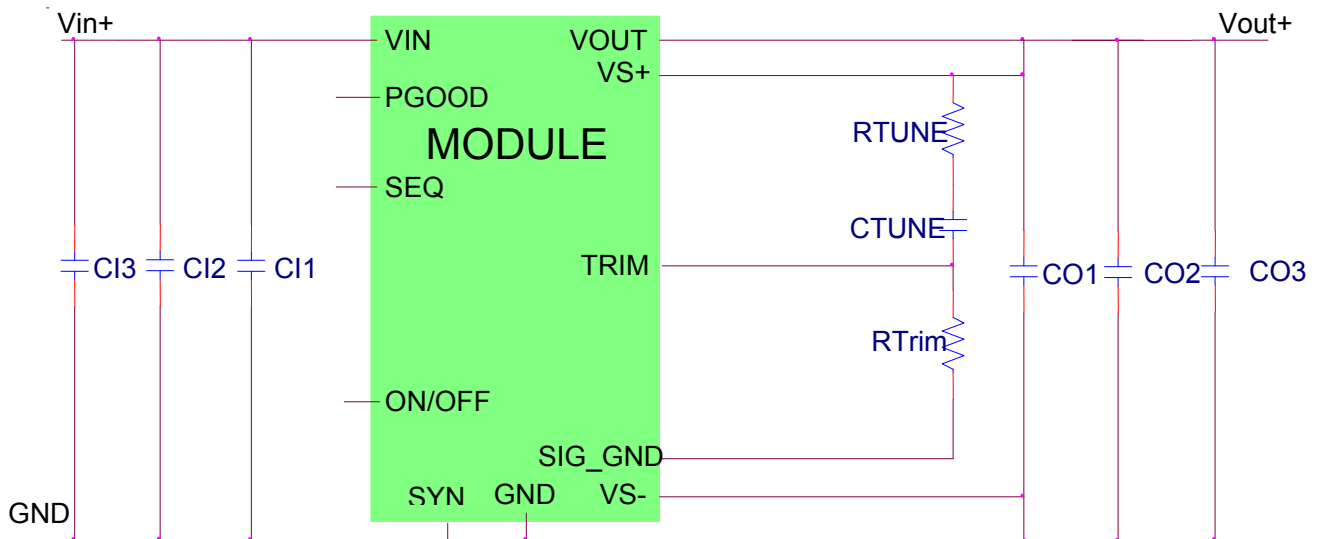 Vin+
Vout+
VIN
VOUT
VS+
PGOOD
RTUNE
MODULE
SEQ
CTUNE
TRIM
CI3
CI2
CI1
CO1
CO2
CO3
RTrim
ON/OFF
SIG_GND
SYN
GND
VS-
GND